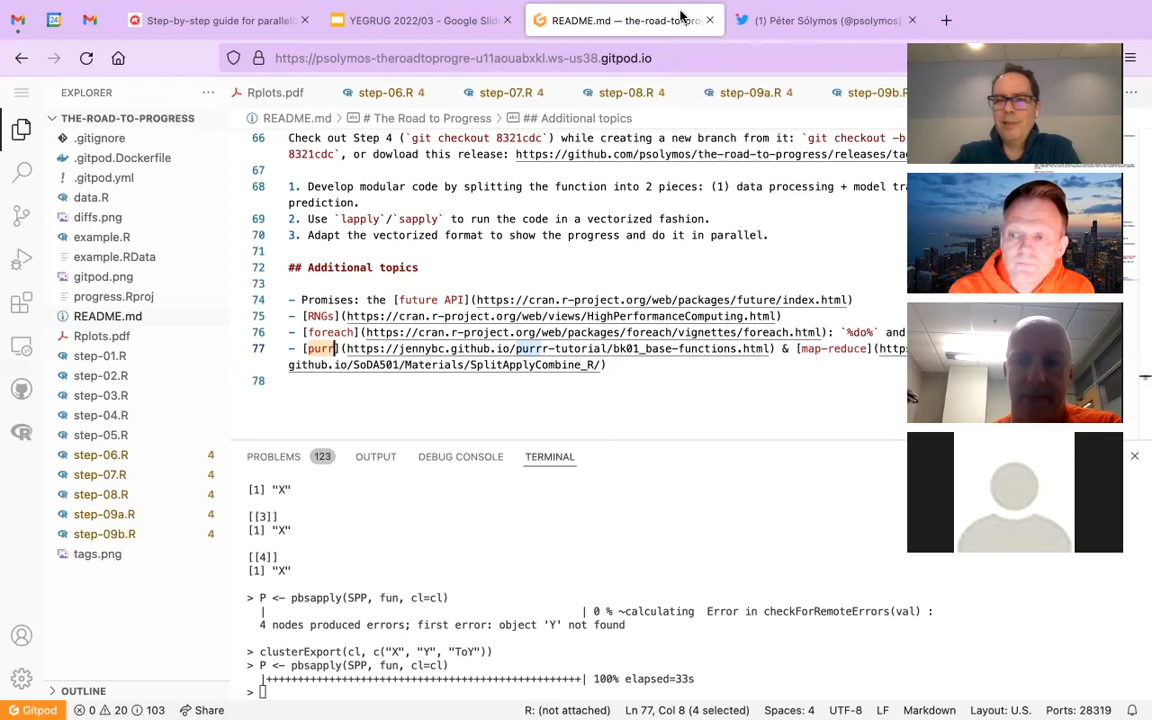 Step-by-step guide for paralleli
YEGRUG 2022/03 - Google Slide
README.md — the-road-to-pro
(1) Péter Sólymos (@psolymos)
https://psolymos-theroadtoprogre-u11aouabxkl.ws-us38.gitpod.io
EXPLORER
Rplots.pdf
step-06.R
step-07.R
step-08.R
step-09a.R
step-09b.R
THE-ROAD-TO-PROGRESS
README.md > # The Road to Progress > ## Additional topics
.gitignore
.gitpod.Dockerfile
.gitpod.yml
data.R
diffs.png
example.R
example.RData
gitpod.png
progress.Rproj
README.md
Rplots.pdf
step-01.R
step-02.R
step-03.R
step-04.R
step-05.R
step-06.R 4
step-07.R 4
step-08.R 4
step-09a.R 4
step-09b.R 4
tags.png
OUTLINE
66 Check out Step 4 (`git checkout 8321cdc`) while creating a new branch from it: `git checkout -b
8321cdc`, or dowload this release: https://github.com/psolymos/the-road-to-progress/releases/tag
67
68 1. Develop modular code by splitting the function into 2 pieces: (1) data processing + model tra
prediction.
69 2. Use `lapply`/`sapply` to run the code in a vectorized fashion.
70 3. Adapt the vectorized format to show the progress and do it in parallel.
71
72 ## Additional topics
73
74 - Promises: the [future API](https://cran.r-project.org/web/packages/future/index.html)
75 - [RNGs](https://cran.r-project.org/web/views/HighPerformanceComputing.html)
76 - [foreach](https://cran.r-project.org/web/packages/foreach/vignettes/foreach.html): `%do%` and
77 - [purr](https://jennybc.github.io/purrr-tutorial/bk01_base-functions.html) & [map-reduce](https
github.io/SoDA501/Materials/SplitApplyCombine_R/)
78
PROBLEMS 123 OUTPUT DEBUG CONSOLE TERMINAL
[1] "X"
[[3]]
[1] "X"
[[4]]
[1] "X"
> P <- pbsapply(SPP, fun, cl=cl)
| | 0 % ~calculating Error in checkForRemoteErrors(val) :
4 nodes produced errors; first error: object 'Y' not found
> clusterExport(cl, c("X", "Y", "ToY"))
> P <- pbsapply(SPP, fun, cl=cl)
|++++++++++++++++++++++++++++++++++++++++++++++++++| 100% elapsed=33s
>
Gitpod 0 20 103 Share R: (not attached) Ln 77, Col 8 (4 selected) Spaces: 4 UTF-8 LF Markdown Layout: U.S. Ports: 28319